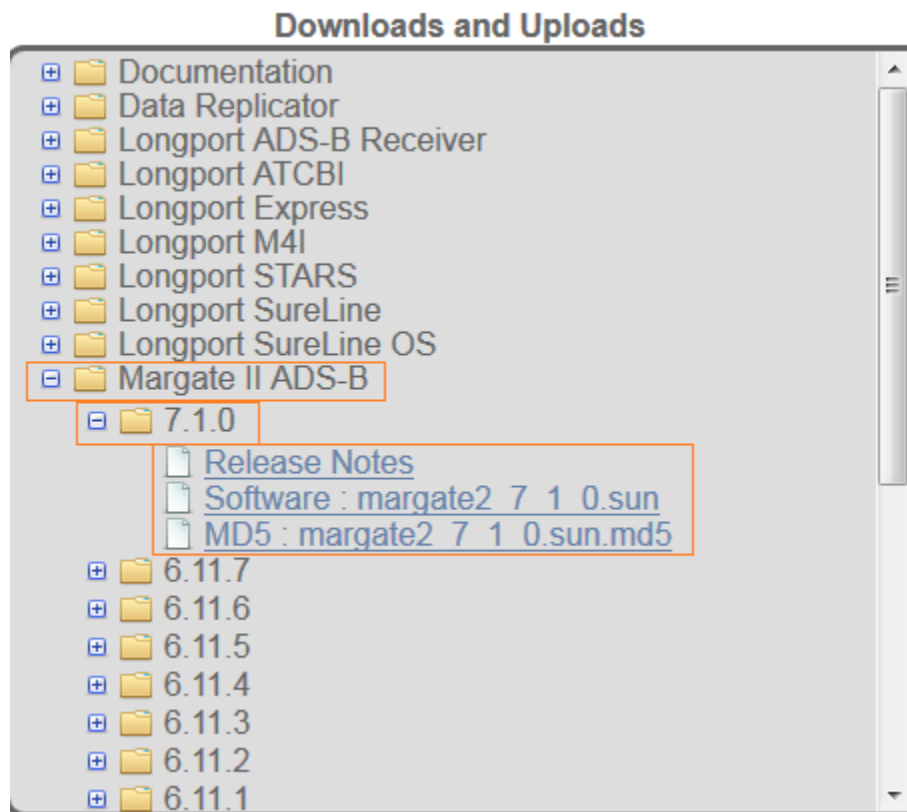 Downloads and Uploads
Documentation
Data Replicator
Longport ADS-B Receiver
Longport ATCBI
Longport Express
Longport M4I
Longport STARS
Longport SureLine
Longport SureLine OS
Margate II ADS-B
7.1.0
Release Notes
Software : margate2_7_1_0.sun
MD5 : margate2_7_1_0.sun.md5
6.11.7
6.11.6
6.11.5
6.11.4
6.11.3
6.11.2
6.11.1